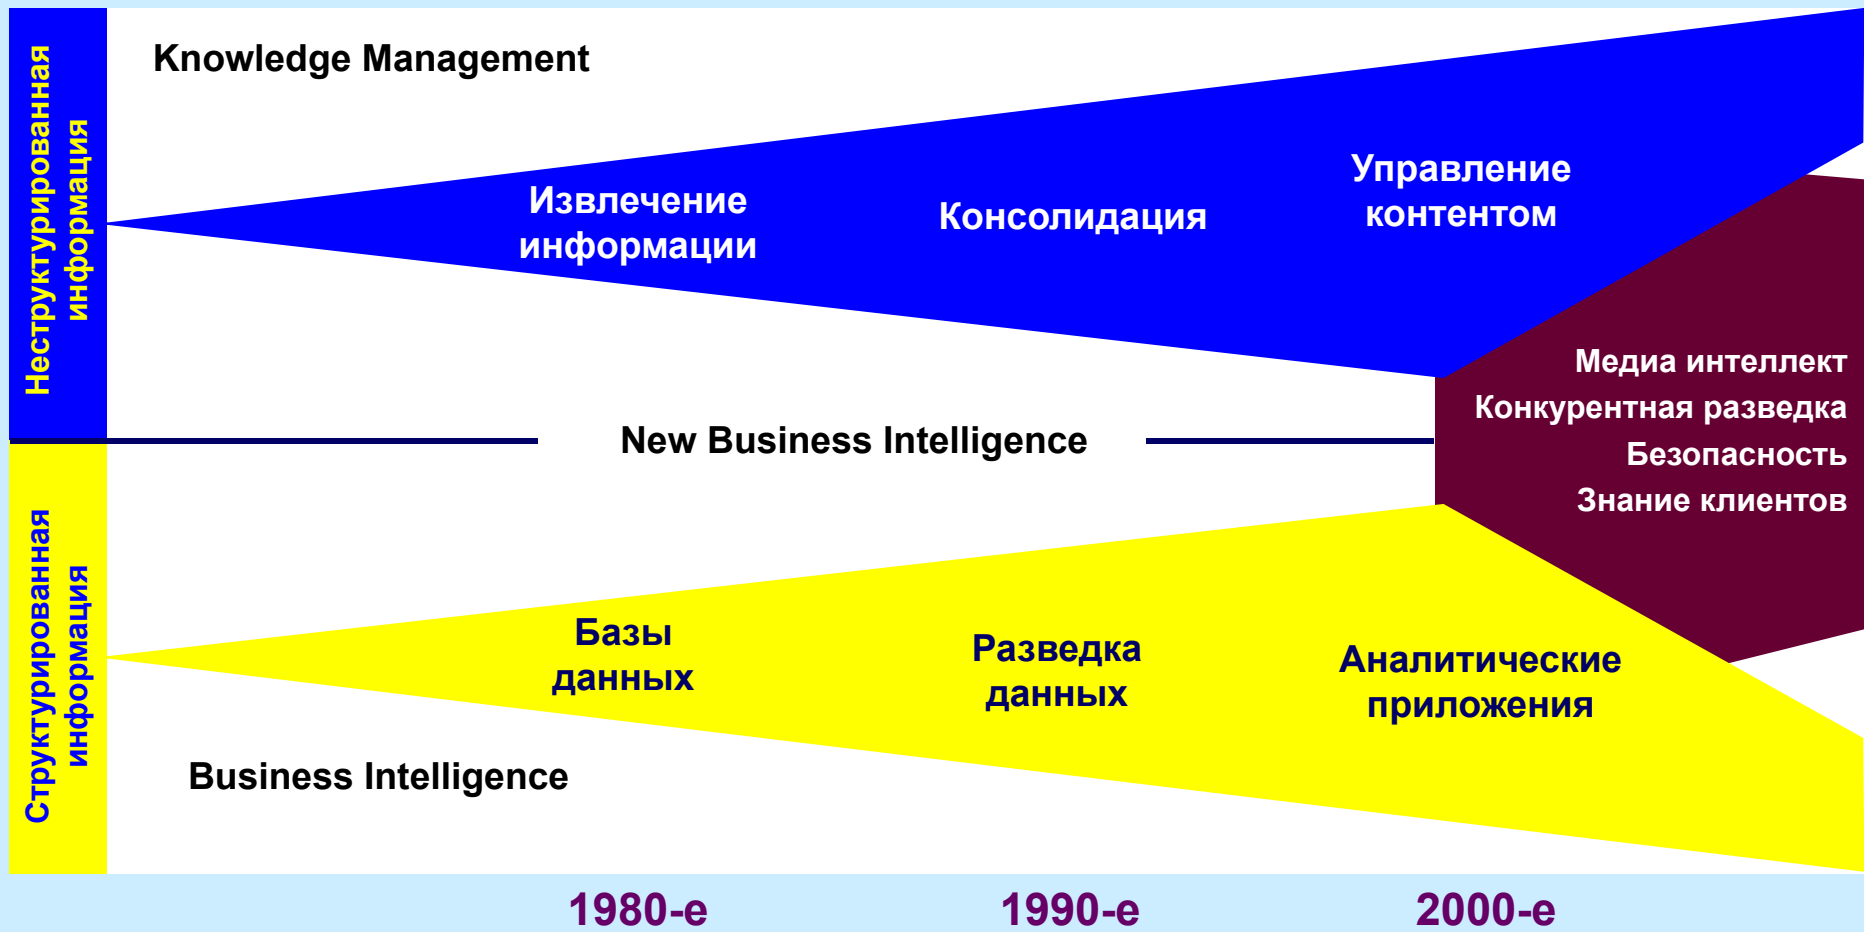 Knowledge Management
Неструктурированная
информация
Извлечение
информации
Консолидация
Управление
контентом
Медиа интеллект
Конкурентная разведка
Безопасность
Знание клиентов
New Business Intelligence
Структурированная
информация
Базы
данных
Разведка
данных
Аналитические
приложения
Business Intelligence
1980-е
1990-е
2000-е